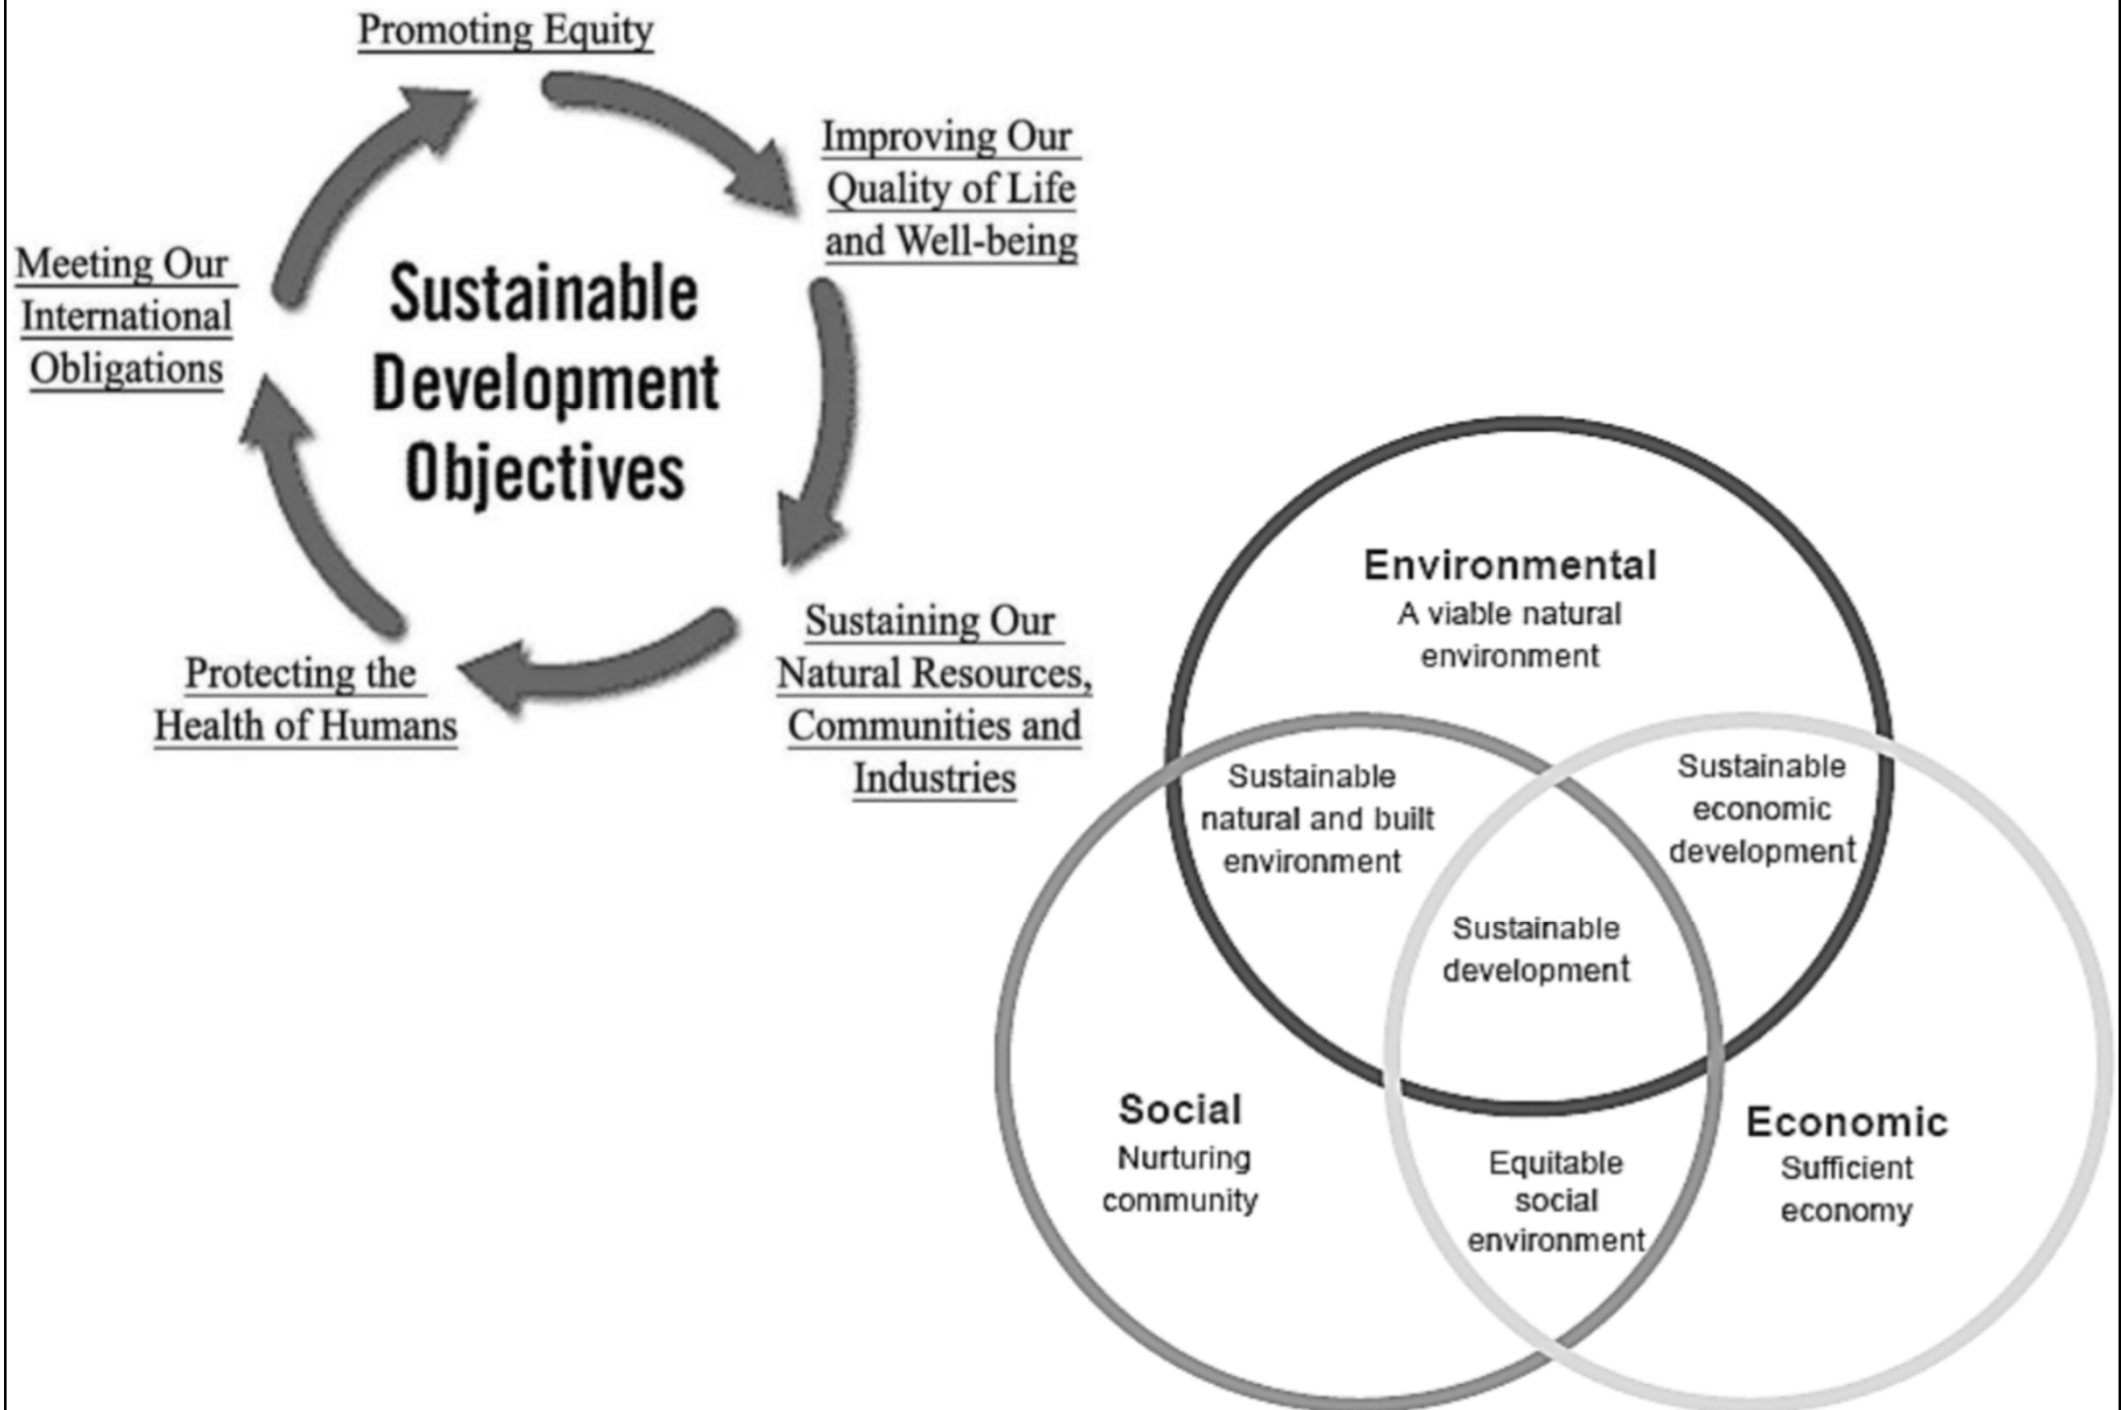 Promoting Equity
Improving Our
Quality of Life
and Well-being
Meeting Our
International
Obligations
Sustainable
Development
Objectives
Sustaining Our
Natural Resources,
Communities and
Industries
Protecting the
Health of Humans
Environmental
A viable natural
environment
Sustainable
natural and built
environment
Sustainable
economic
development
Sustainable
development
Social
Nurturing
community
Economic
Sufficient
economy
Equitable
social
environment